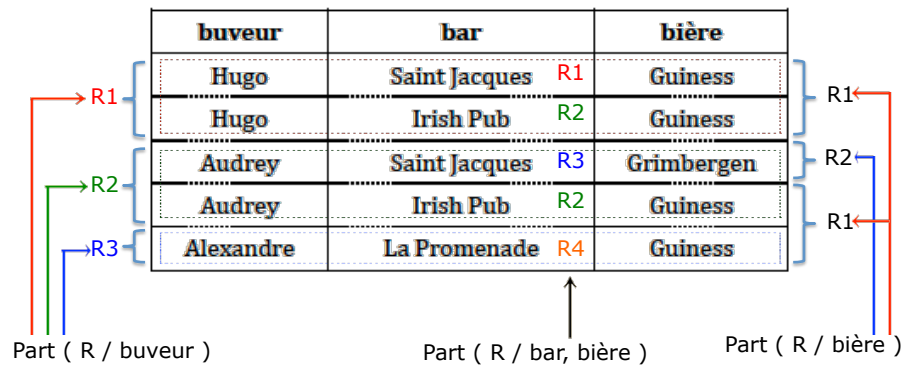 buveur bar bière
Hugo Saint Jacques R1 Guiness
R1 R1
Hugo Irish Pub R2 Guiness
Audrey Saint Jacques R3 Grimbergen R2
R2
Audrey Irish Pub R2 Guiness
R1
R3 Alexandre La Promenade R4 Guiness
Part ( R / buveur ) Part ( R / bar, bière ) Part ( R / bière )